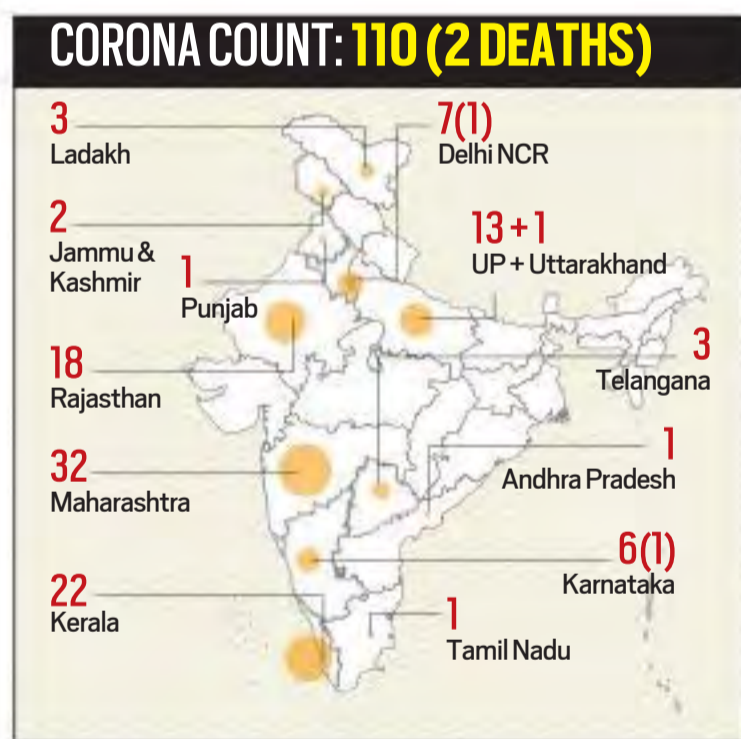 CORONA COUNT: 110 (2 DEATHS)
3
Ladakh
7(1)
Delhi NCR
2
Jammu &
Kashmir
13 + 1
UP + Uttarakhand
1
Punjab
18
Rajasthan
3
Telangana
32
Maharashtra
1
Andhra Pradesh
6(1)
Karnataka
22
Kerala
1
Tamil Nadu